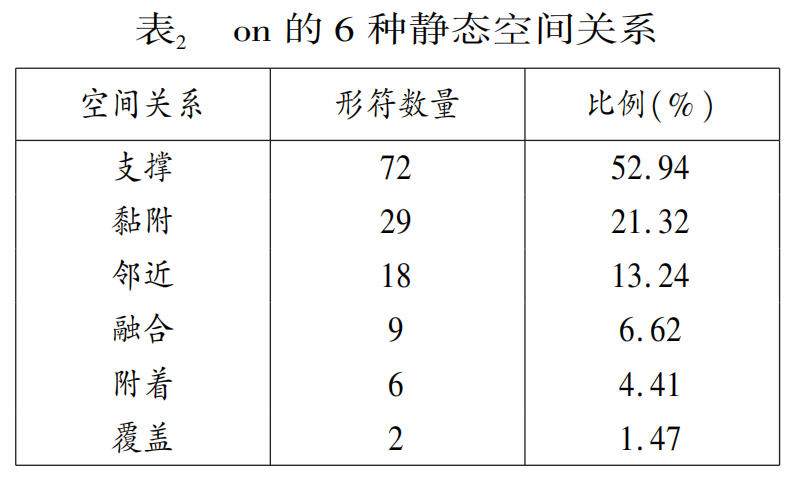 表2 on 的 6 种静态空间关系
空间关系 形符数量 比例(%)
支撑 72 52.94
黏附 29 21.32
邻近 18 13.24
融合 9 6.62
附着 6 4.41
覆盖 2 1.47